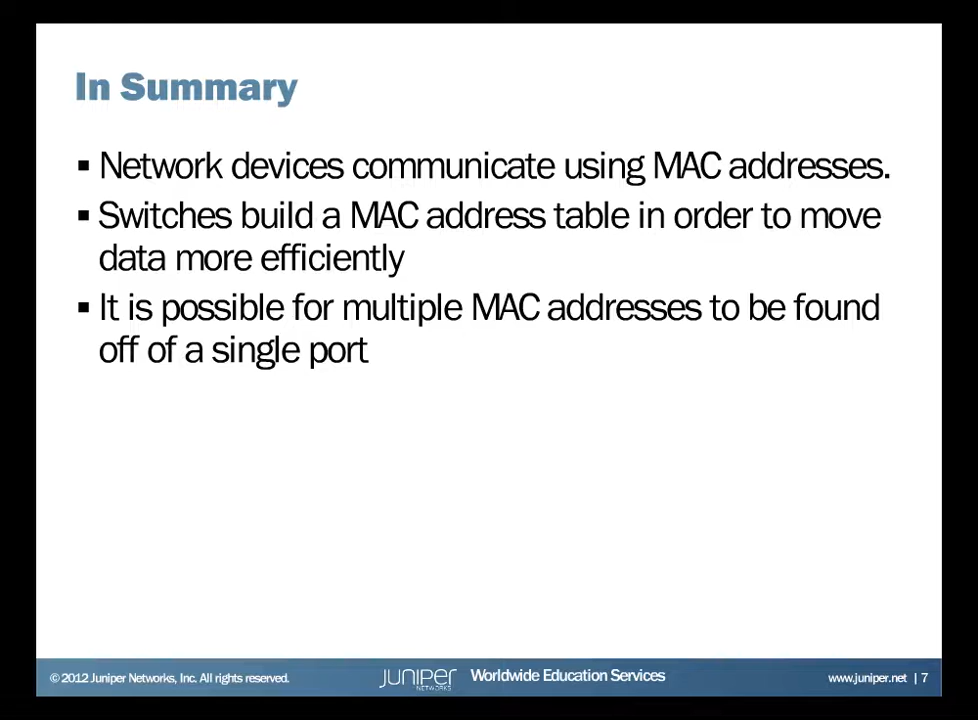 In Summary
▪ Network devices communicate using MAC addresses.
▪ Switches build a MAC address table in order to move
data more efficiently
▪ It is possible for multiple MAC addresses to be found
off of a single port
© 2012 Juniper Networks, Inc. All rights reserved.
JUNIPER
NETWORKS
Worldwide Education Services
www.juniper.net | 7